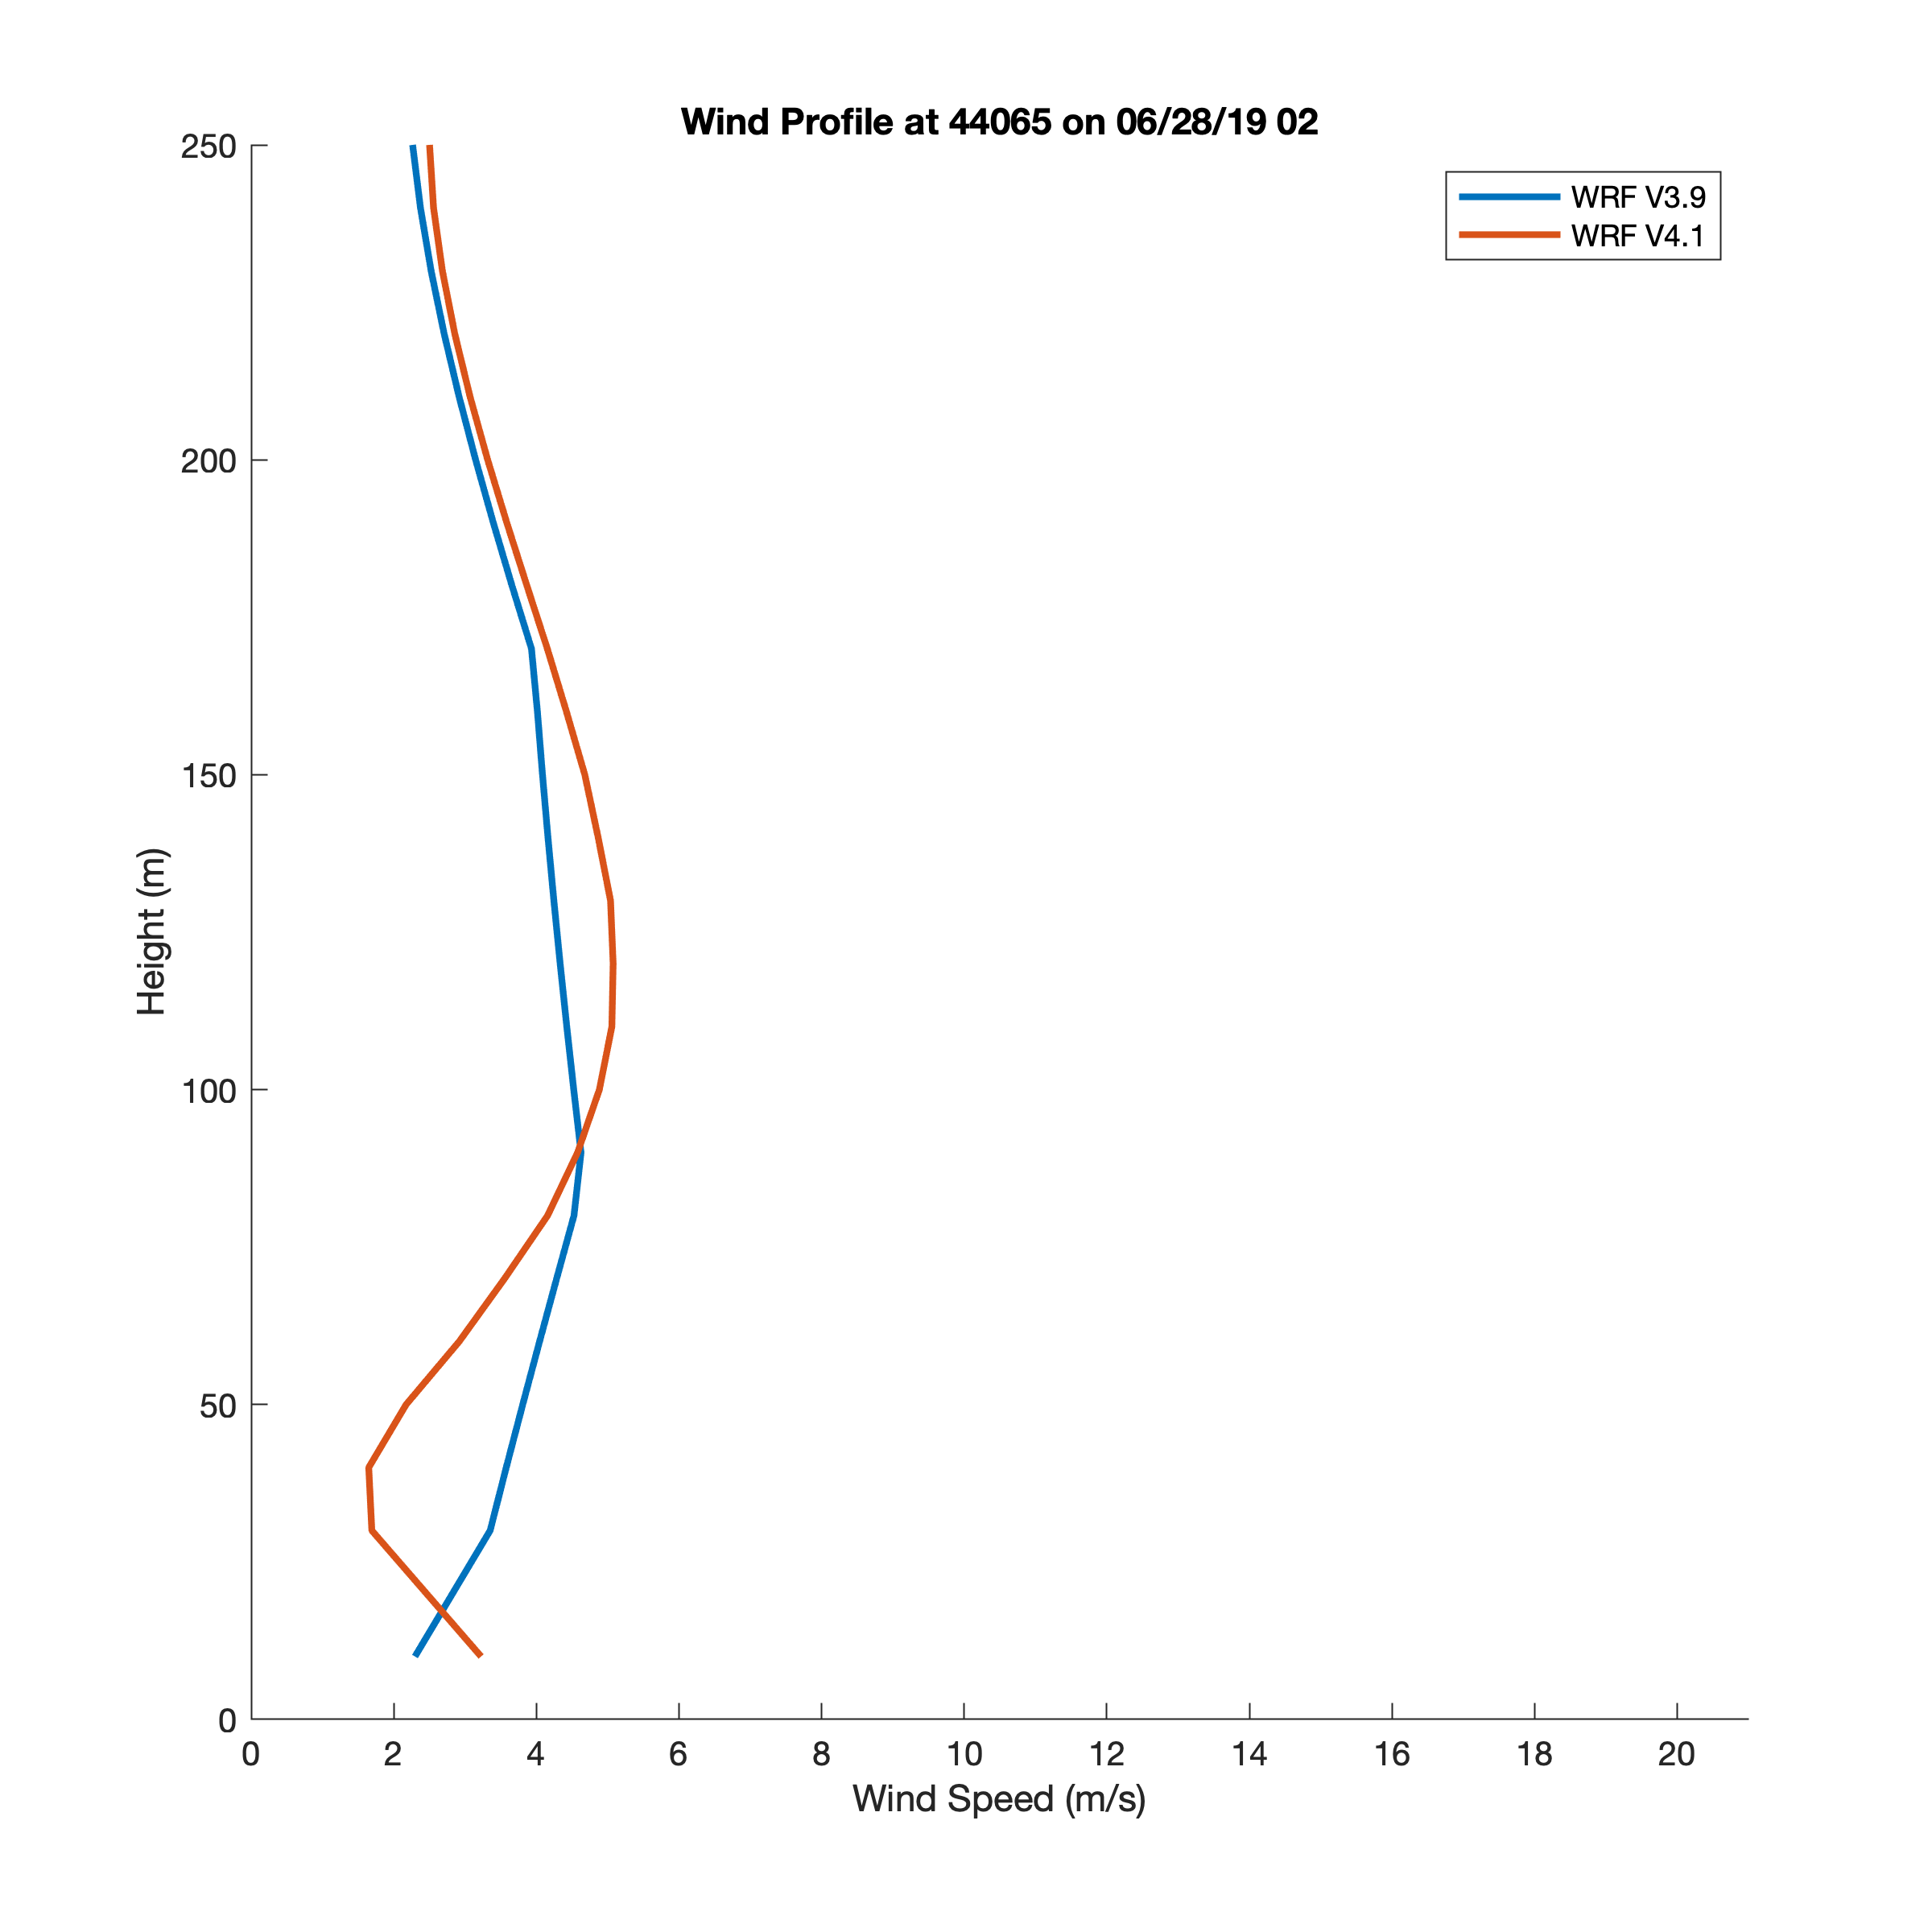 Wind Profile at 44065 on 06/28/19 02
WRF V3.9
WRF V4.1
250
200
150
100
50
0
Height (m)
0 2 4 6 8 10 12 14 16 18 20
Wind Speed (m/s)